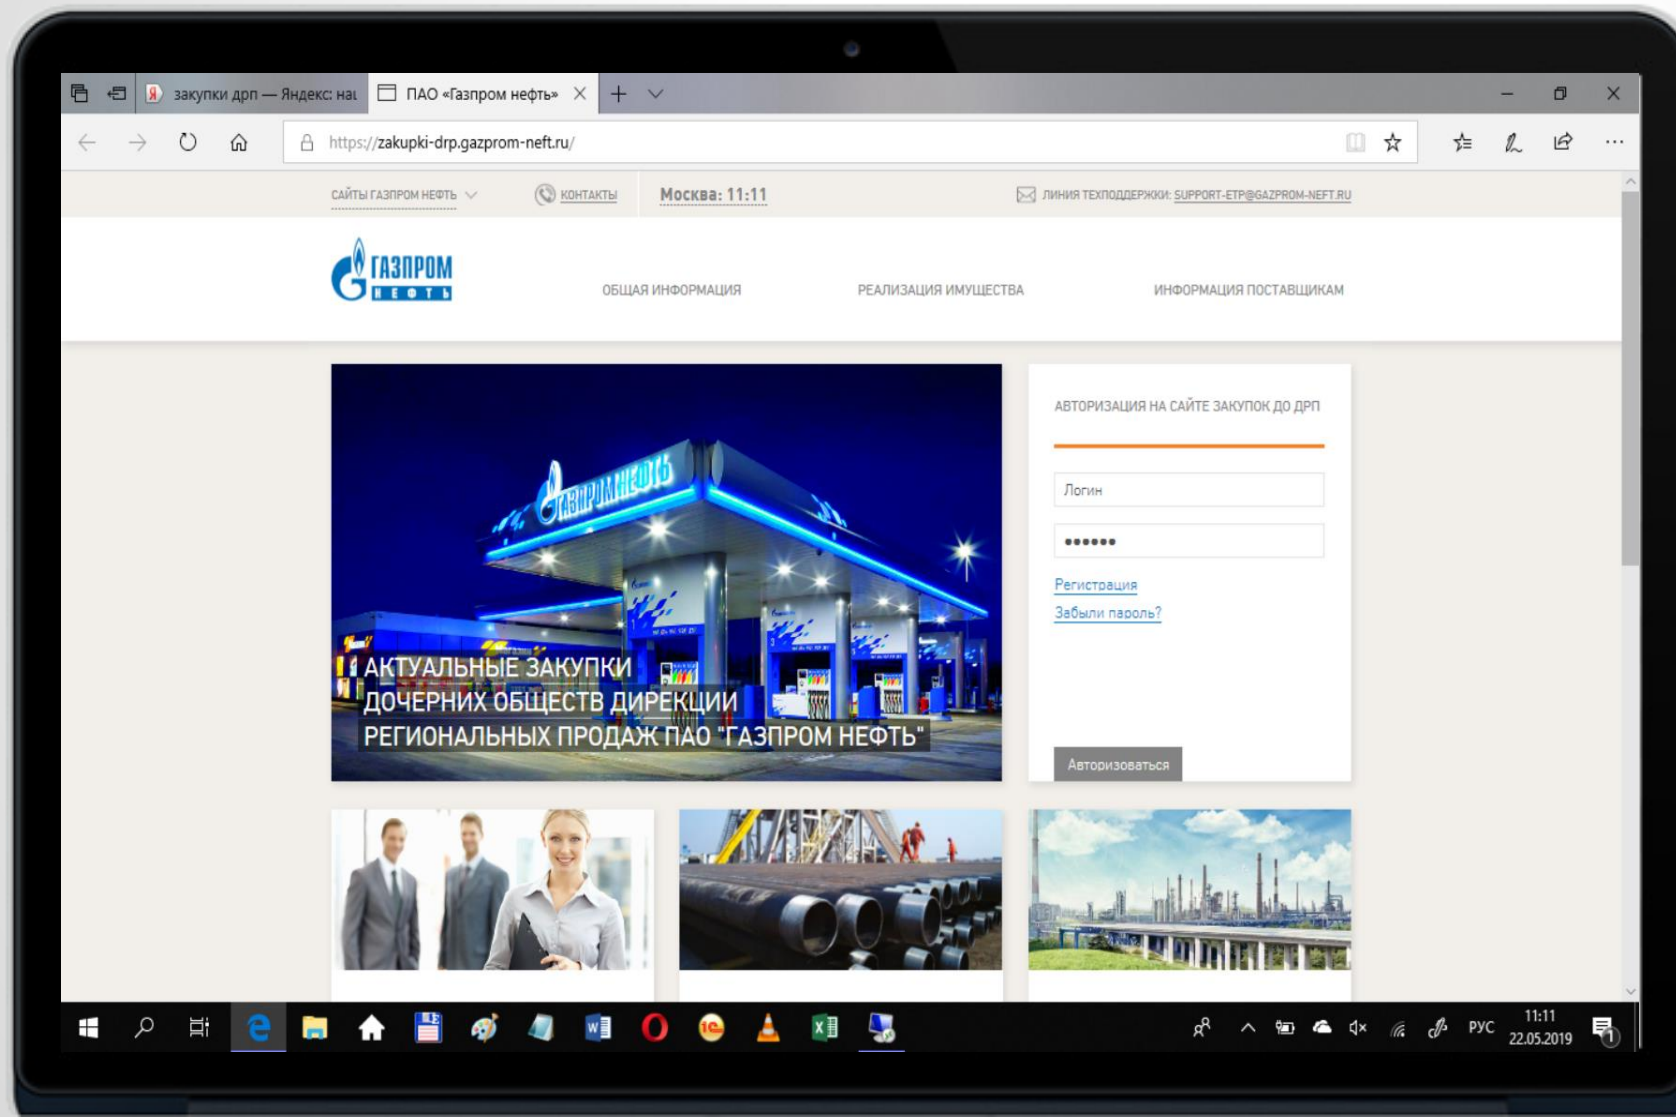 закупки дрп — Яндекс: наш
ПАО «Газпром нефть»
https://zakupki-drp.gazprom-neft.ru/
САЙТЫ ГАЗПРОМ НЕФТЬ
КОНТАКТЫ
Москва: 11:11
ЛИНИЯ ТЕХПОДДЕРЖКИ: SUPPORT-ETP@GAZPROM-NEFT.RU
ГАЗПРОМ
НЕФТЬ
ОБЩАЯ ИНФОРМАЦИЯ
РЕАЛИЗАЦИЯ ИМУЩЕСТВА
ИНФОРМАЦИЯ ПОСТАВЩИКАМ
ГАЗПРОМНЕФТЬ
АКТУАЛЬНЫЕ ЗАКУПКИ
ДОЧЕРНИХ ОБЩЕСТВ ДИРЕКЦИИ
РЕГИОНАЛЬНЫХ ПРОДАЖ ПАО "ГАЗПРОМ НЕФТЬ"
АВТОРИЗАЦИЯ НА САЙТЕ ЗАКУПОК ДО ДРП
Логин
••••••
Регистрация
Забыли пароль?
Авторизоваться
РУС
11:11
22.05.2019